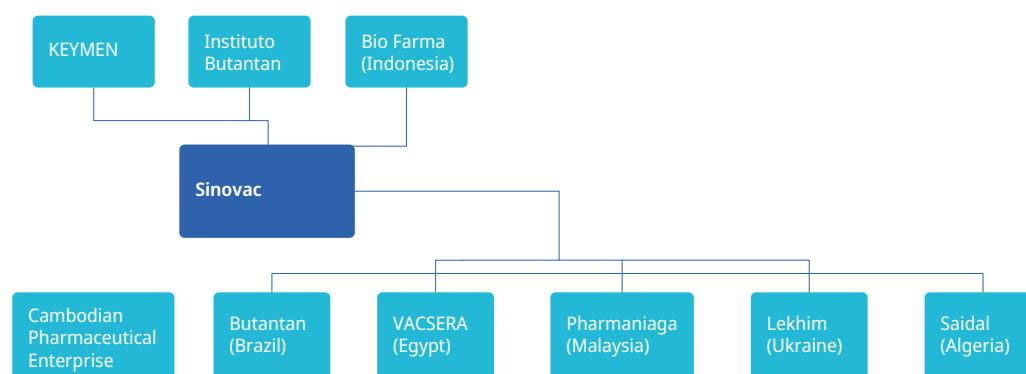 KEYMEN
Instituto
Butantan
Bio Farma
(Indonesia)
Sinovac
Cambodian
Pharmaceutical
Enterprise
Butantan
(Brazil)
VACSERA
(Egypt)
Pharmaniaga
(Malaysia)
Lekhim
(Ukraine)
Saidal
(Algeria)